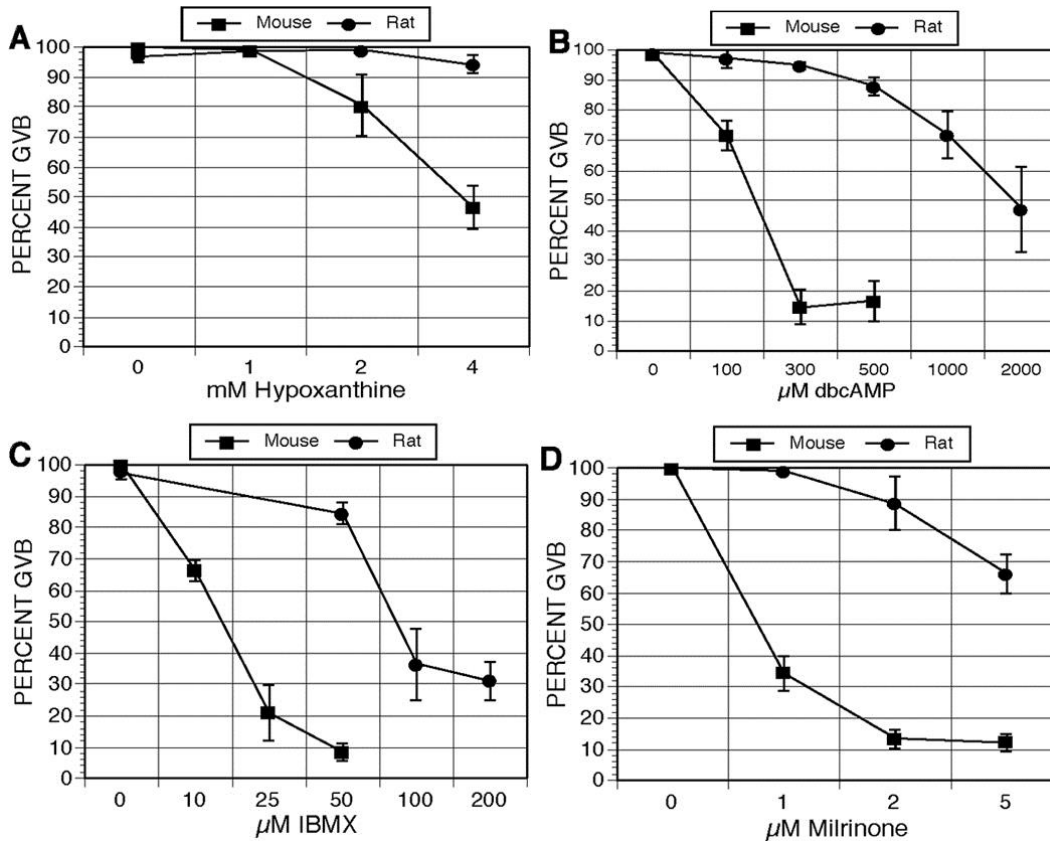 A
Mouse Rat
PERCENT GVB
100
90
80
70
60
50
40
30
20
10
0
0 1 2 4
mM Hypoxanthine
B
Mouse Rat
PERCENT GVB
100
90
80
70
60
50
40
30
20
10
0
0 100 300 500 1000 2000
µM dbcAMP
C
Mouse Rat
PERCENT GVB
100
90
80
70
60
50
40
30
20
10
0
0 10 25 50 100 200
µM IBMX
D
Mouse Rat
PERCENT GVB
100
90
80
70
60
50
40
30
20
10
0
0 1 2 5
µM Milrinone